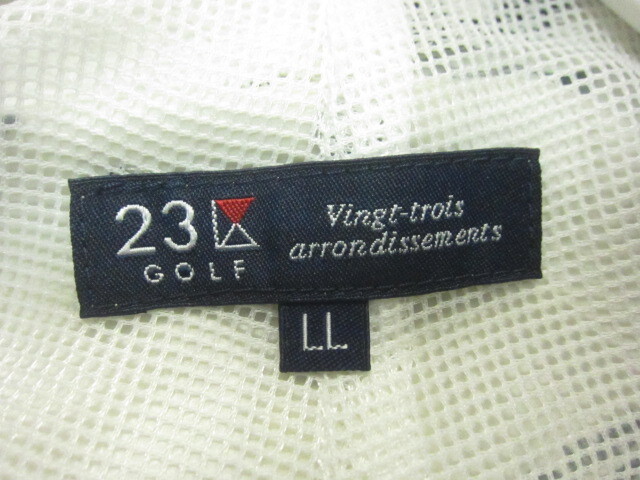 23
GOLF
Vingt-trois
arrondissements
LL